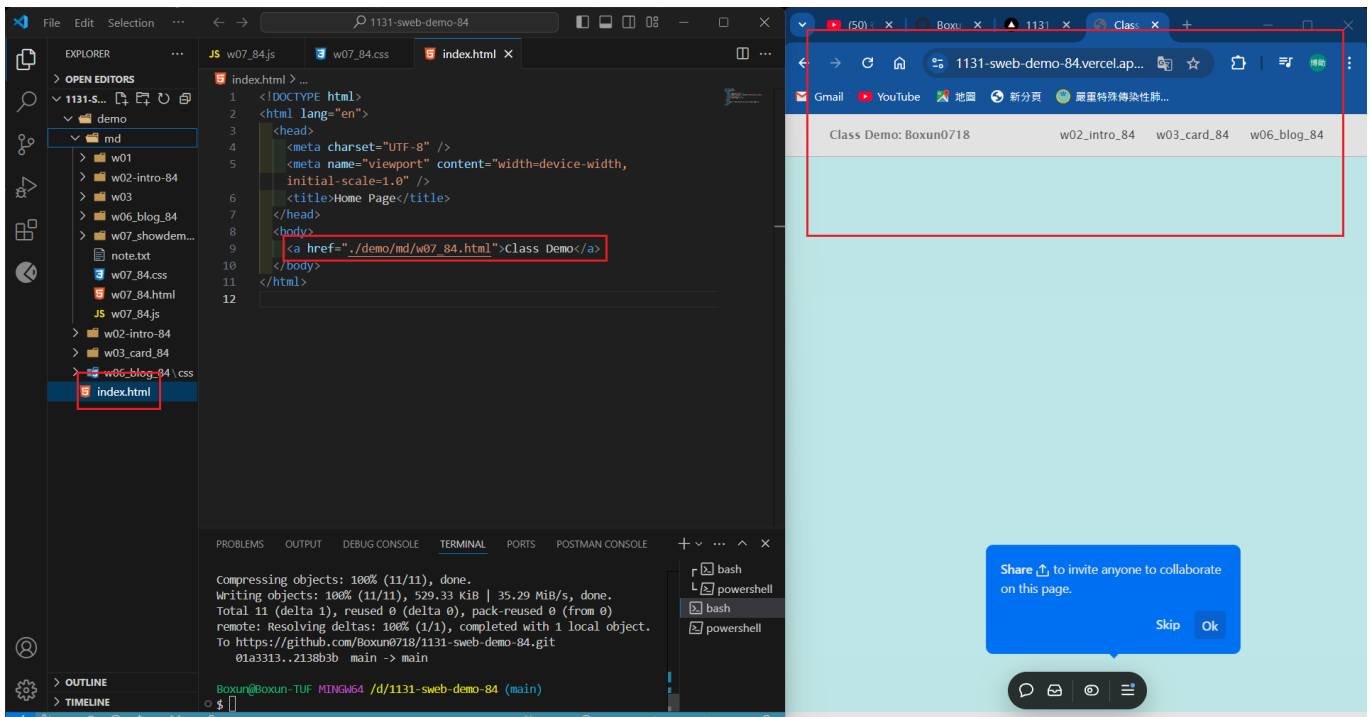 File Edit Selection ···
1131-sweb-demo-84
EXPLORER ···
OPEN EDITORS
1131-S...
demo
md
w01
w02-intro-84
w03
w06_blog_84
w07_showdem...
note.txt
w07_84.css
w07_84.html
JS w07_84.js
w02-intro-84
w03_card_84
w06_blog_84\css
index.html
OUTLINE
TIMELINE
JS w07_84.js w07_84.css index.html
index.html > ...
1 <!DOCTYPE html>
2 <html lang="en">
3 <head>
4 <meta charset="UTF-8" />
5 <meta name="viewport" content="width=device-width,
initial-scale=1.0" />
6 <title>Home Page</title>
7 </head>
8 <body>
9 <a href="./demo/md/w07_84.html">Class Demo</a>
10 </body>
11 </html>
12
PROBLEMS OUTPUT DEBUG CONSOLE TERMINAL PORTS POSTMAN CONSOLE
Compressing objects: 100% (11/11), done.
Writing objects: 100% (11/11), 529.33 KiB | 35.29 MiB/s, done.
Total 11 (delta 1), reused 0 (delta 0), pack-reused 0 (from 0)
remote: Resolving deltas: 100% (1/1), completed with 1 local object.
To https://github.com/Boxun0718/1131-sweb-demo-84.git
01a3313..2138b3b main -> main
Boxun@Boxun-TUF MINGW64 /d/1131-sweb-demo-84 (main)
$
bash
powershell
bash
powershell
(50) Boxu 1131 Class
1131-sweb-demo-84.vercel.ap...
Gmail YouTube 地圖 新分頁 嚴重特殊傳染性肺...
Class Demo: Boxun0718 w02_intro_84 w03_card_84 w06_blog_84
Share to invite anyone to collaborate
on this page.
Skip Ok